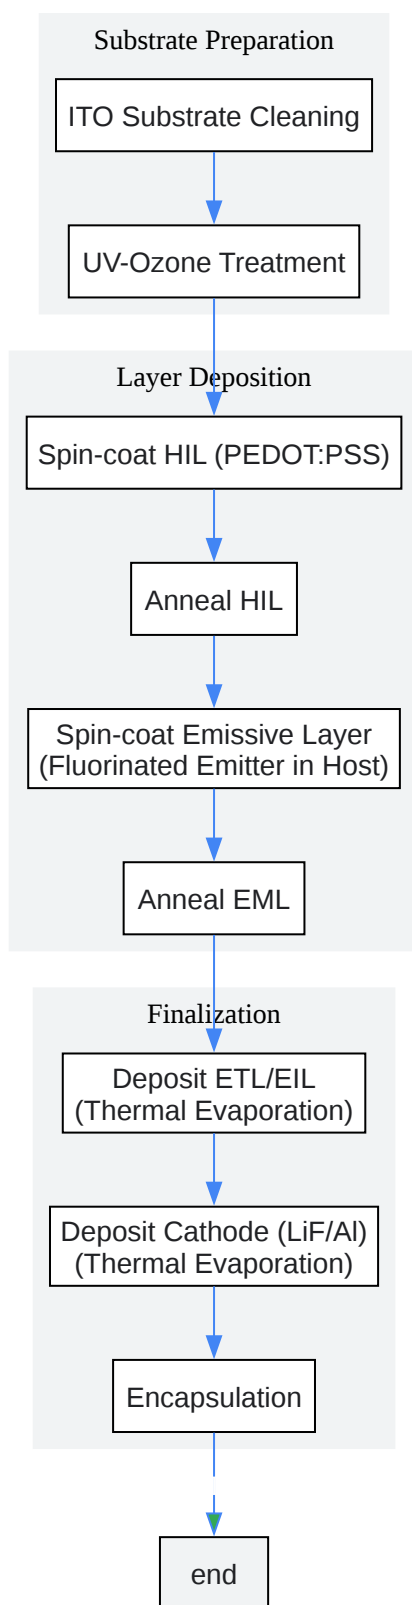 Substrate Preparation
ITO Substrate Cleaning
UV-Ozone Treatment
Layer Deposition
Spin-coat HIL (PEDOT:PSS)
Anneal HIL
Spin-coat Emissive Layer
(Fluorinated Emitter in Host)
Anneal EML
Finalization
Deposit ETL/EIL
(Thermal Evaporation)
Deposit Cathode (LiF/Al)
(Thermal Evaporation)
Encapsulation
end